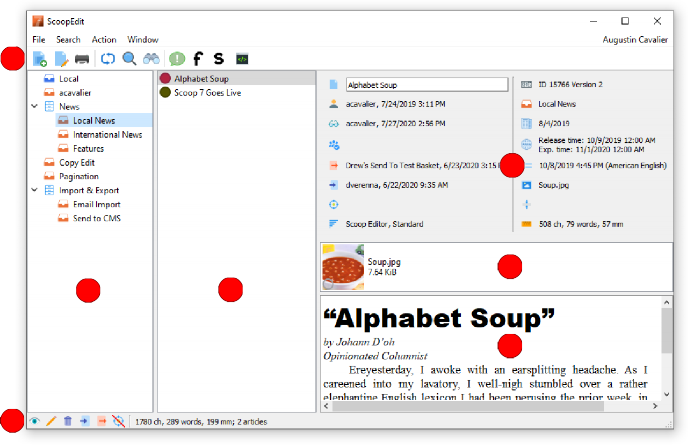 ScoopEdit
File Search Action Window Augustin Cavalier
Local
acavalier
News
Local News
International News
Features
Copy Edit
Pagination
Import & Export
Email Import
Send to CMS
Alphabet Soup
Scoop 7 Goes Live
Alphabet Soup
acavalier, 7/24/2019 3:11 PM
acavalier, 7/27/2020 2:56 PM
Drew's Send To Test Basket, 6/23/2020 3:15
dverenna, 6/22/2020 9:35 AM
Scoop Editor, Standard
ID 15766 Version 2
Local News
8/4/2019
Release time: 10/9/2019 12:00 AM
Exp. time: 11/1/2020 12:00 AM
10/8/2019 4:45 PM (American English)
Soup.jpg
508 ch, 79 words, 57 mm
Soup.jpg
7.64 KiB
“Alphabet Soup”
by Johann D'oh
Opinionated Columnist
Ereyesterday, I awoke with an earsplitting headache. As I
careened into my lavatory, I well-nigh stumbled over a rather
elephantine English lexicon I had been perusing the prior week, in
1780 ch, 289 words, 199 mm; 2 articles